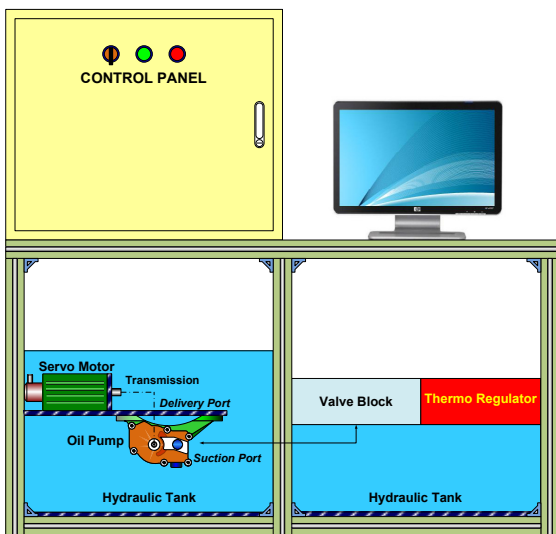 CONTROL PANEL
Servo Motor
Transmission
Delivery Port
Oil Pump
Suction Port
Hydraulic Tank
Valve Block
Thermo Regulator
Hydraulic Tank